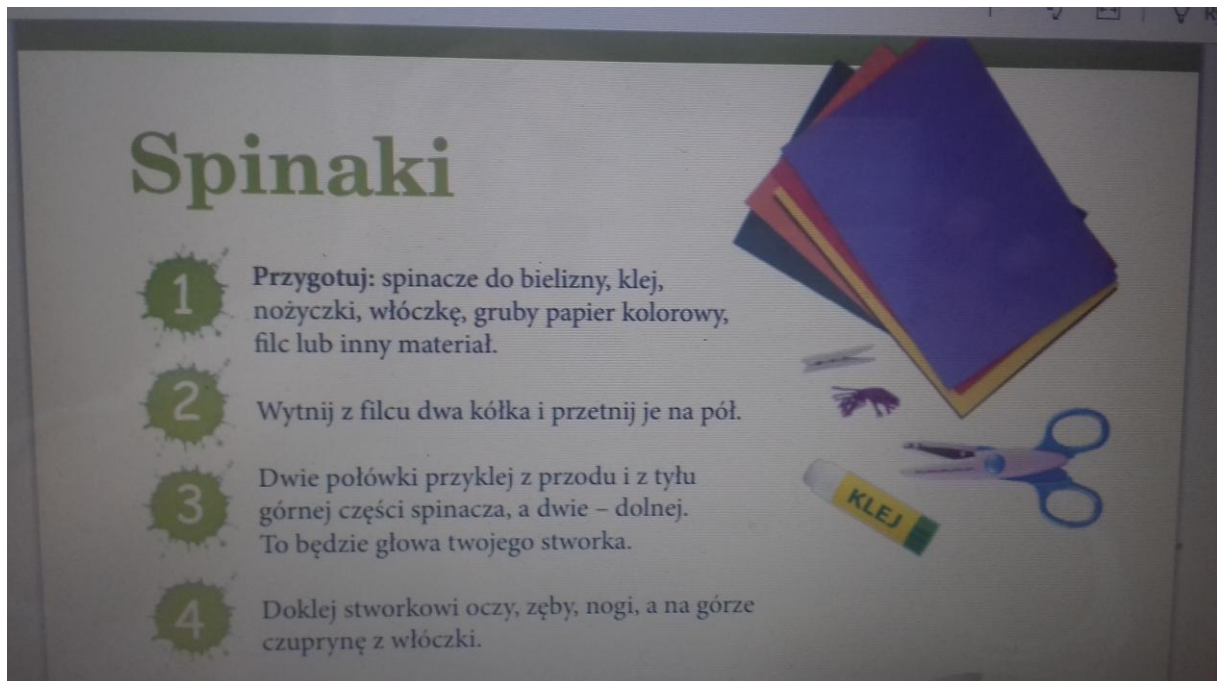 Spinaki
1
Przygotuj: spinacze do bielizny, klej,
nożyczki, włóczkę, gruby papier kolorowy,
filc lub inny materiał.
2
Wytnij z filcu dwa kółka i przetnij je na pół.
3
Dwie połówki przyklej z przodu i z tyłu
górnej części spinacza, a dwie – dolnej.
To będzie głowa twojego stworka.
4
Doklej stworkowi oczy, zęby, nogi, a na górze
czuprynę z włóczki.
KLEJ